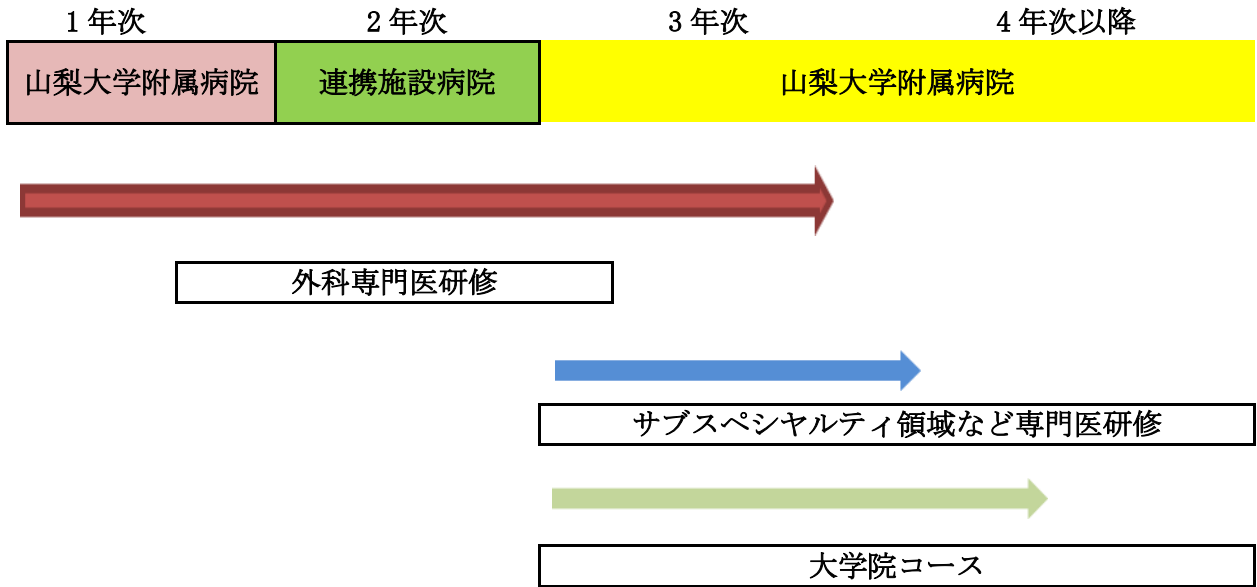 1 年次 2 年次 3 年次 4 年次以降
山梨大学附属病院 連携施設病院 山梨大学附属病院
外科専門医研修
サブスペシャルティ領域など専門医研修
大学院コース